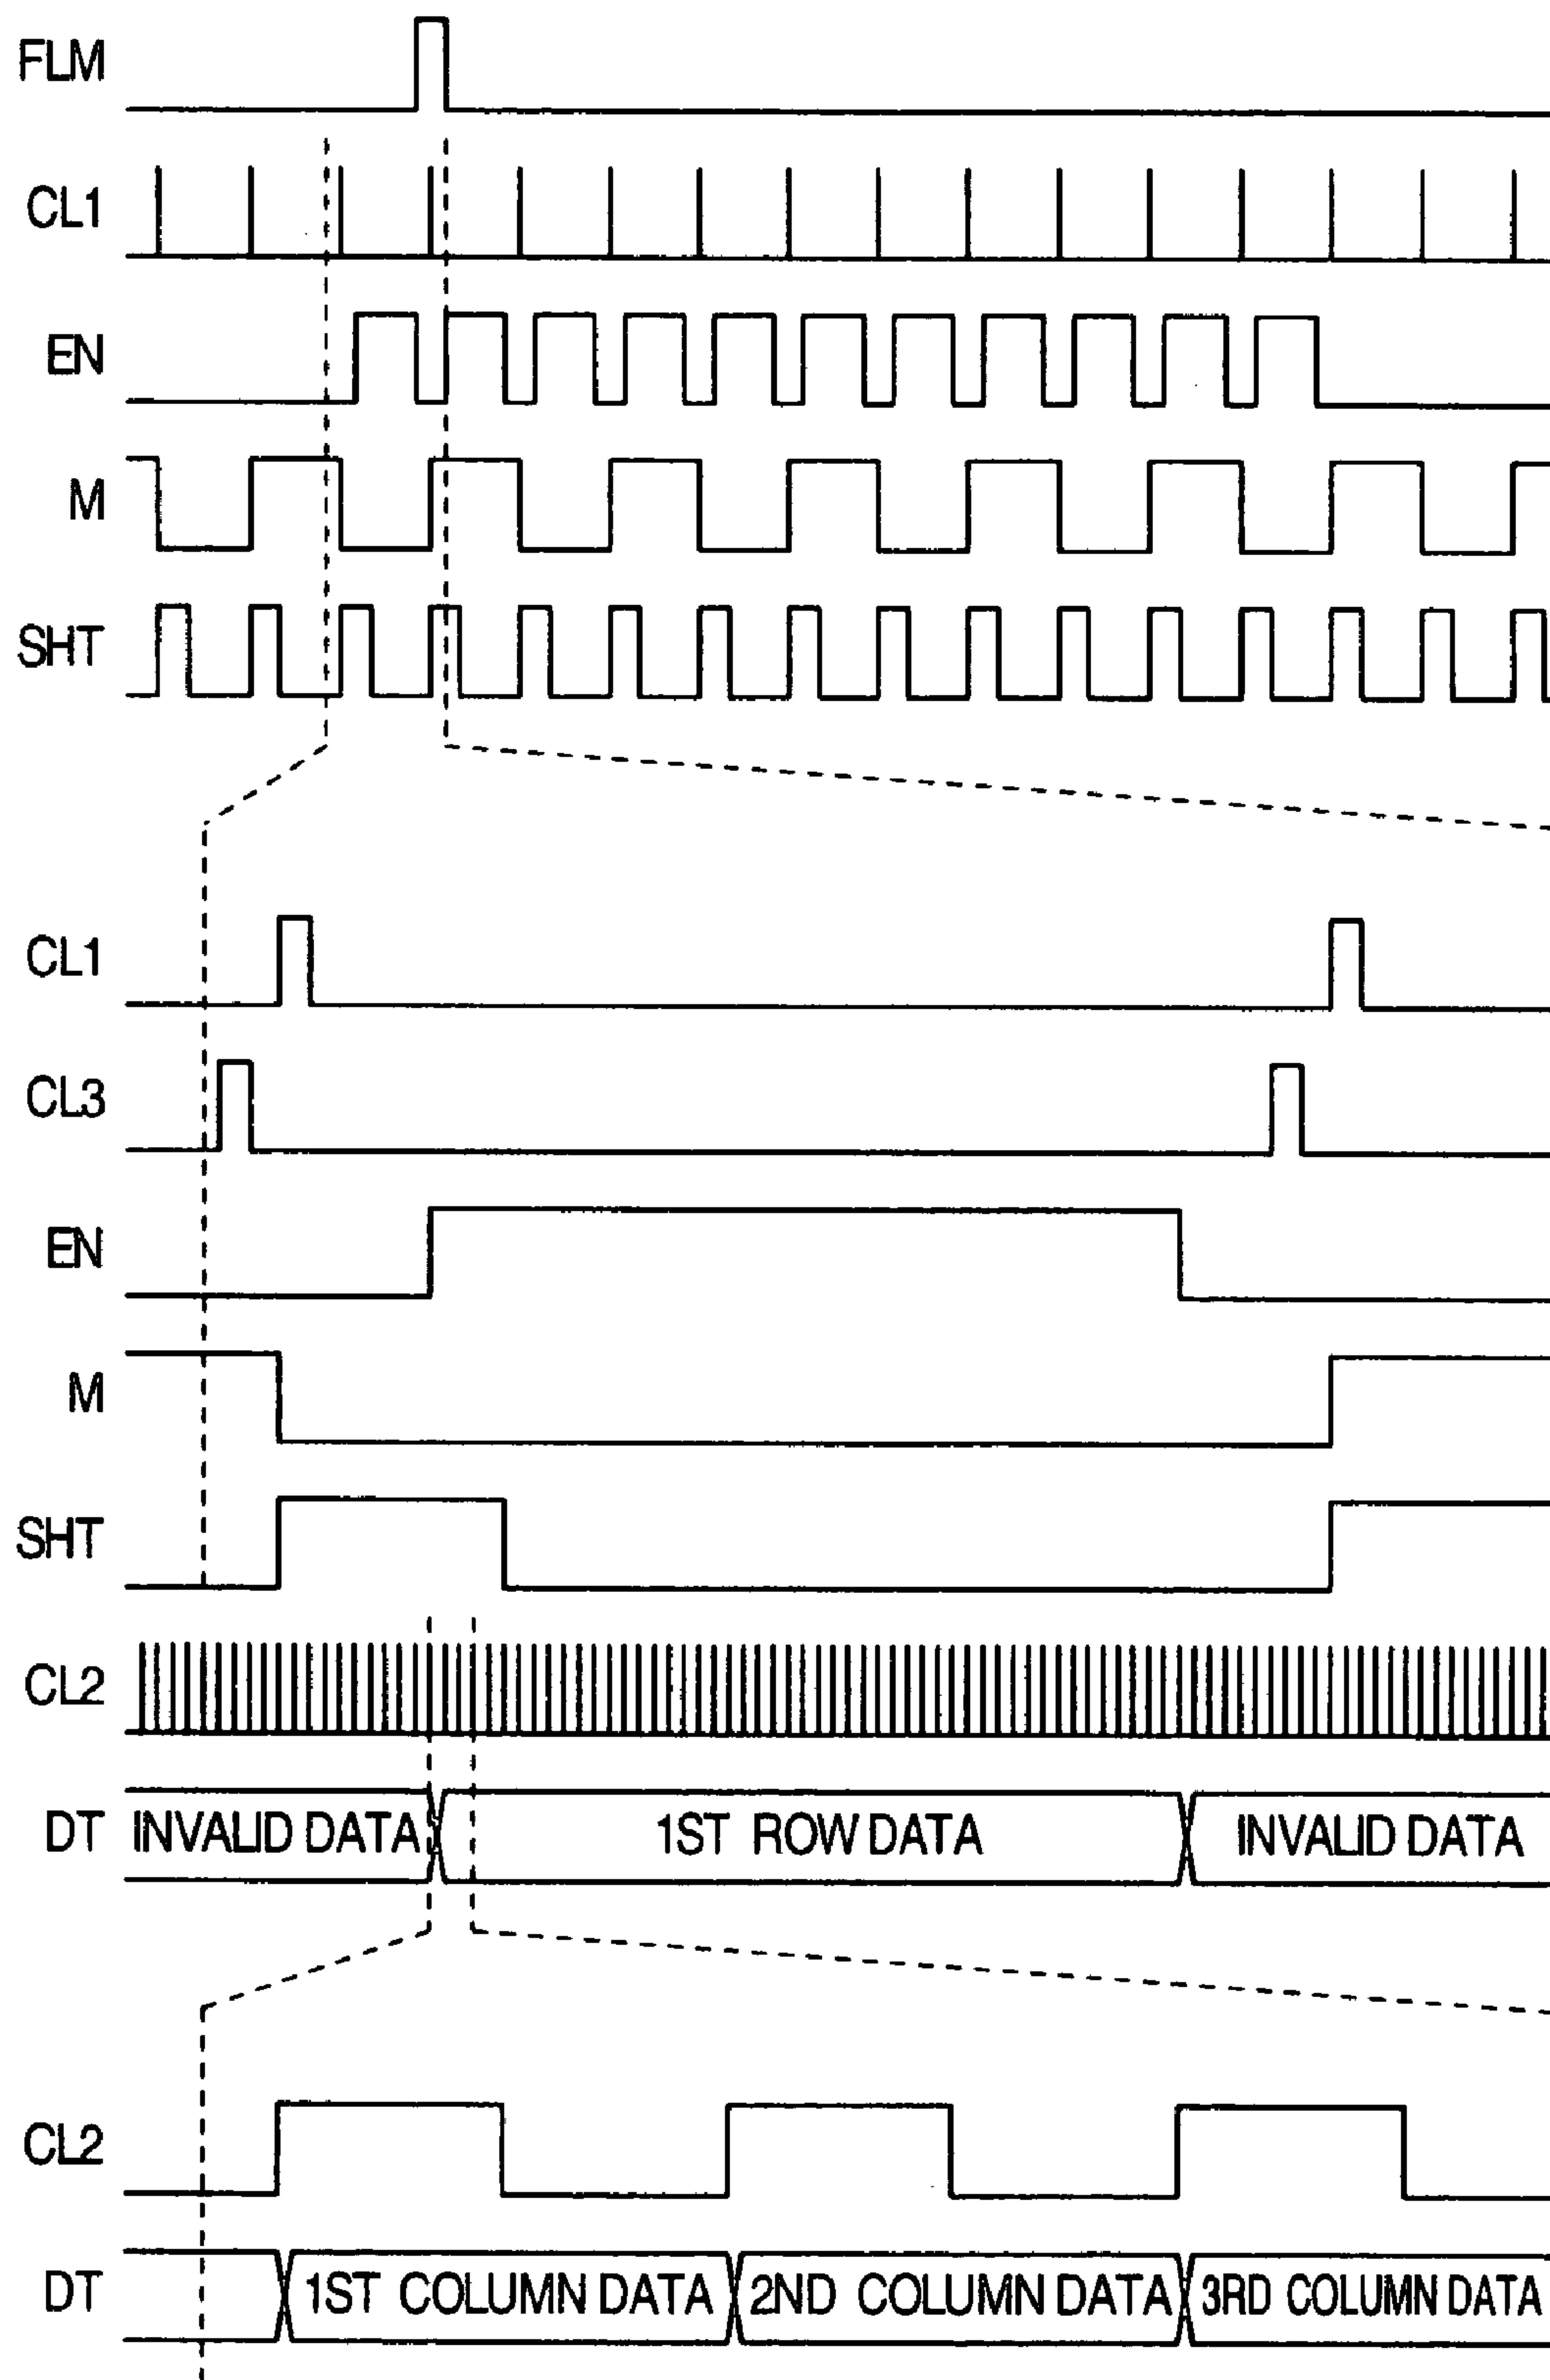 FLM
CL1
EN
M
SHT
CL1
CL3
EN
M
SHT
CL2
DT INVALID DATA 1ST ROW DATA INVALID DATA
CL2
DT 1ST COLUMN DATA 2ND COLUMN DATA 3RD COLUMN DATA